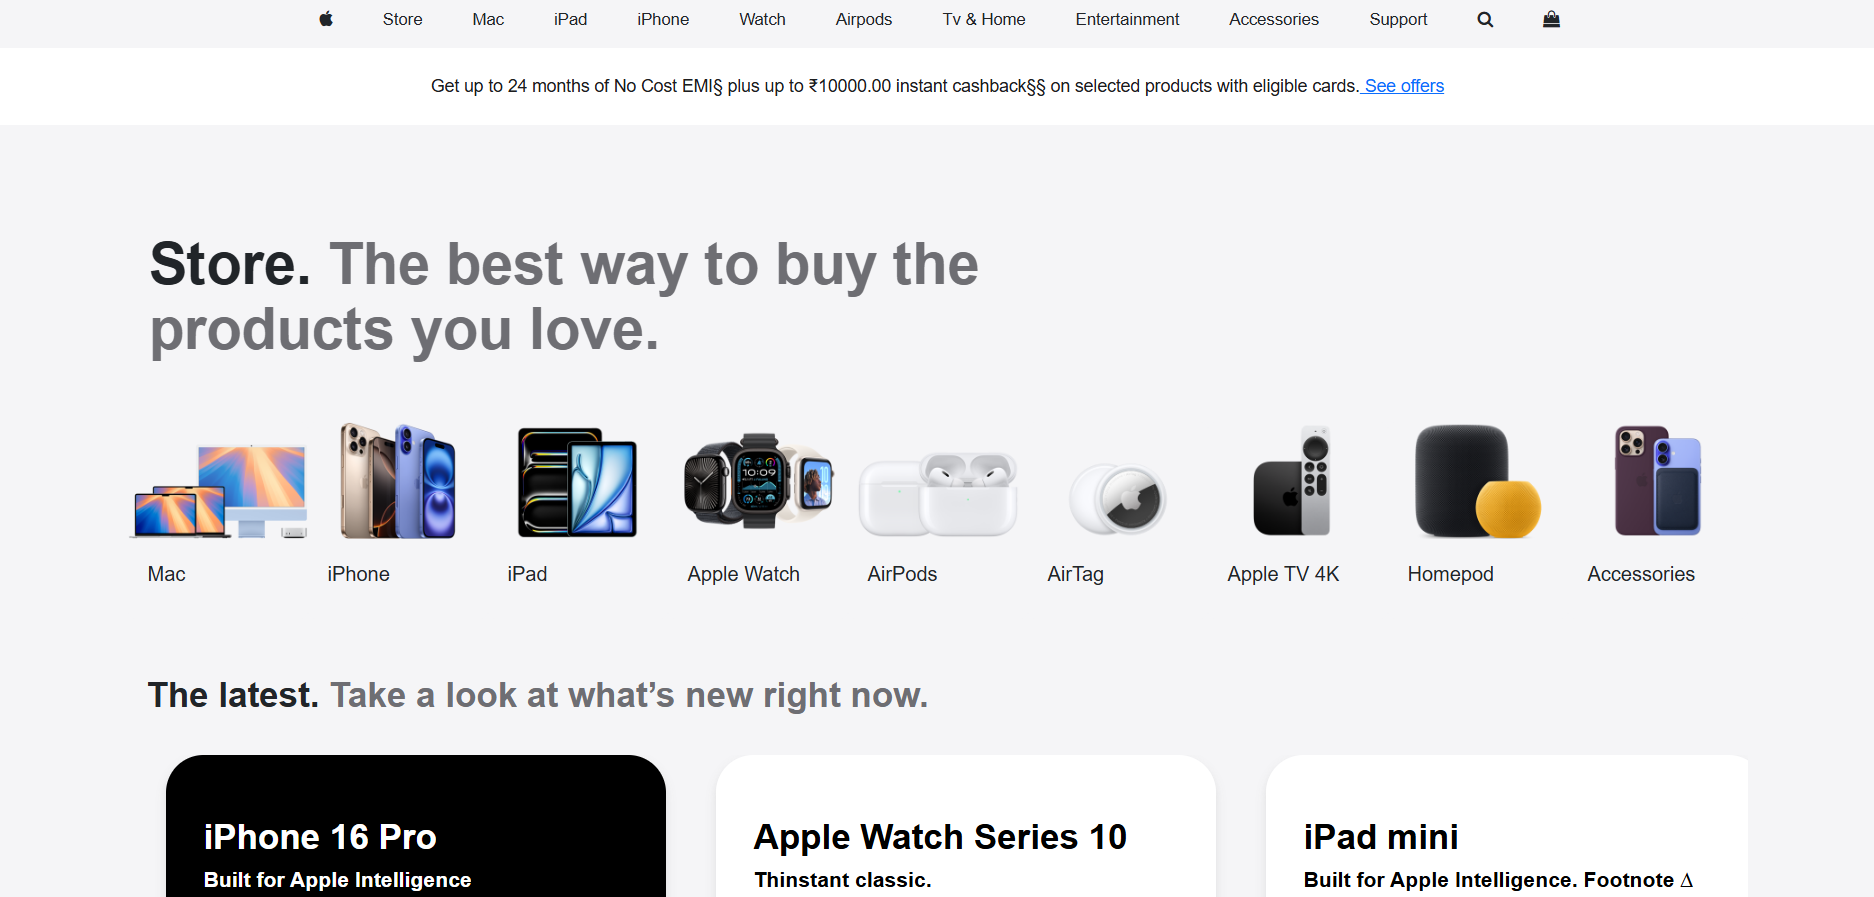 Store Mac iPad iPhone Watch Airpods Tv & Home Entertainment Accessories Support
Get up to 24 months of No Cost EMI§ plus up to ₹10000.00 instant cashback§§ on selected products with eligible cards. See offers
Store. The best way to buy the
products you love.
10:09
Mac iPhone iPad Apple Watch AirPods AirTag Apple TV 4K Homepod Accessories
The latest. Take a look at what’s new right now.
iPhone 16 Pro
Built for Apple Intelligence
Apple Watch Series 10
Thinstant classic.
iPad mini
Built for Apple Intelligence. Footnote Δ